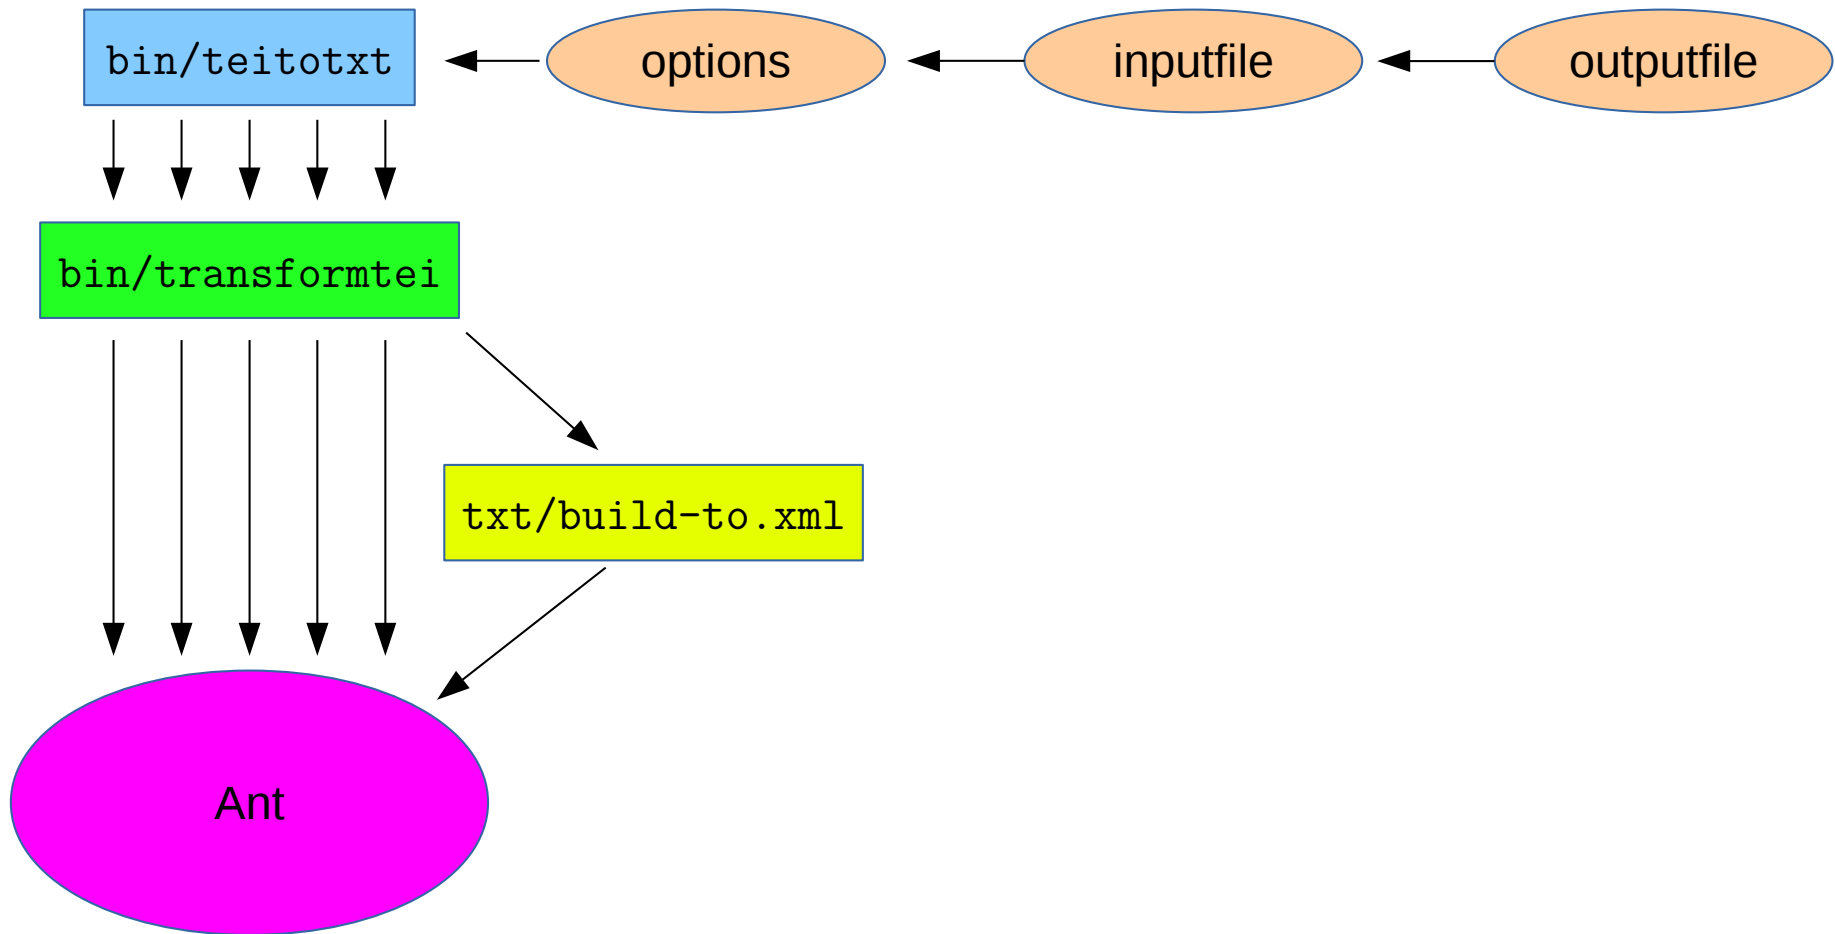 bin/teitotxt
options
inputfile
outputfile
bin/transformtei
txt/build-to.xml
Ant